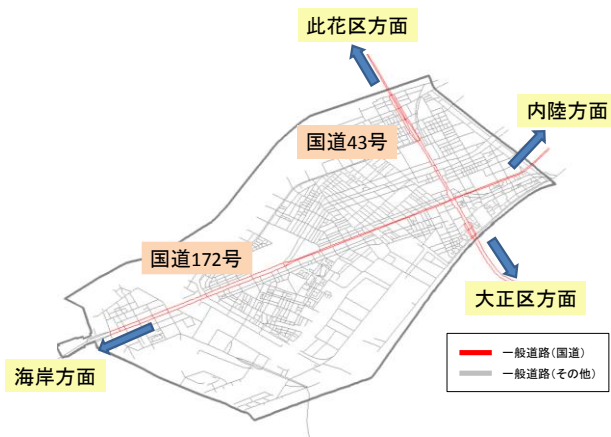 此花区方面
内陸方面
国道43号
国道172号
大正区方面
海岸方面
一般道路(国道)
一般道路(その他)